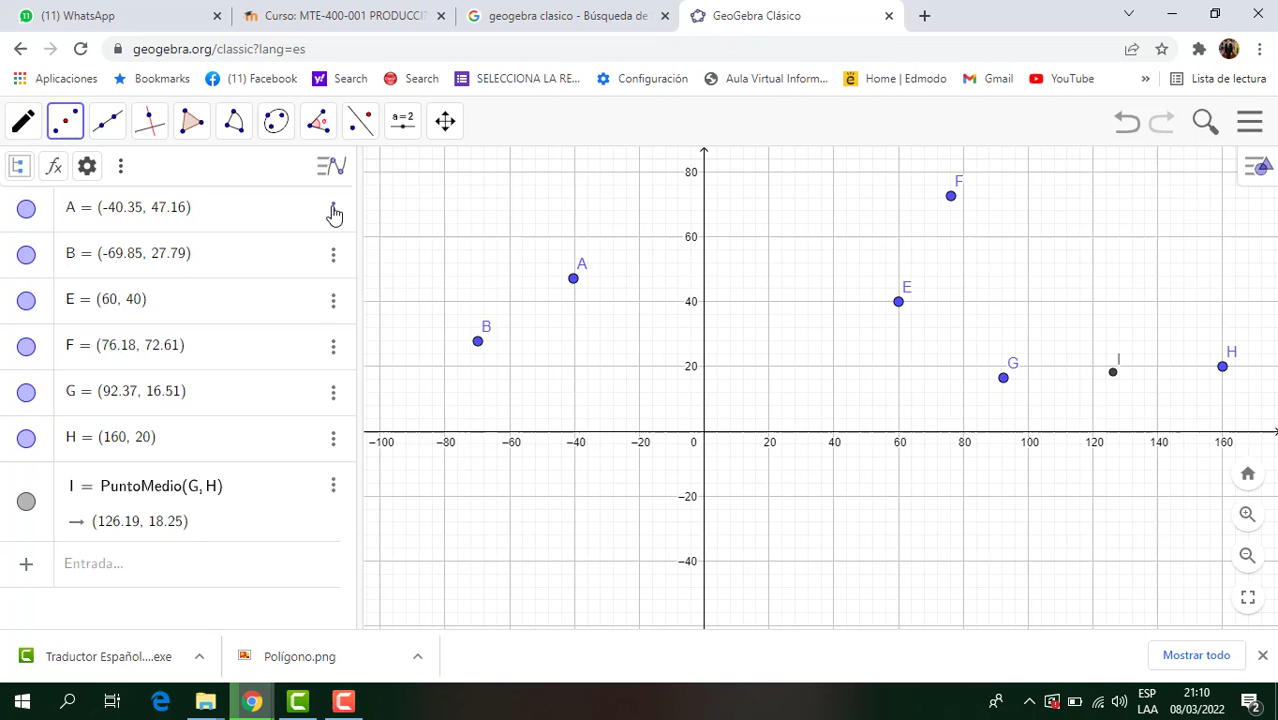 (11) WhatsApp
Curso: MTE-400-001 PRODUCCI
geogebra clasico - Búsqueda de
GeoGebra Clásico
geogebra.org/classic?lang=es
Aplicaciones
Bookmarks
(11) Facebook
Search
Search
SELECCIONA LA RE...
Configuración
Aula Virtual Inform...
Home | Edmodo
Gmail
YouTube
»
Lista de lectura
a=2
fx
A = (-40.35, 47.16)
B = (-69.85, 27.79)
E = (60, 40)
F = (76.18, 72.61)
G = (92.37, 16.51)
H = (160, 20)
I = PuntoMedio(G, H)
→ (126.19, 18.25)
Entrada...
80
60
40
20
0
−20
−40
−100
−80
−60
−40
−20
20
40
60
80
100
120
140
160
A
B
E
F
G
I
H
Traductor Español....exe
Polígono.png
Mostrar todo
ESP
LAA
21:10
08/03/2022
2